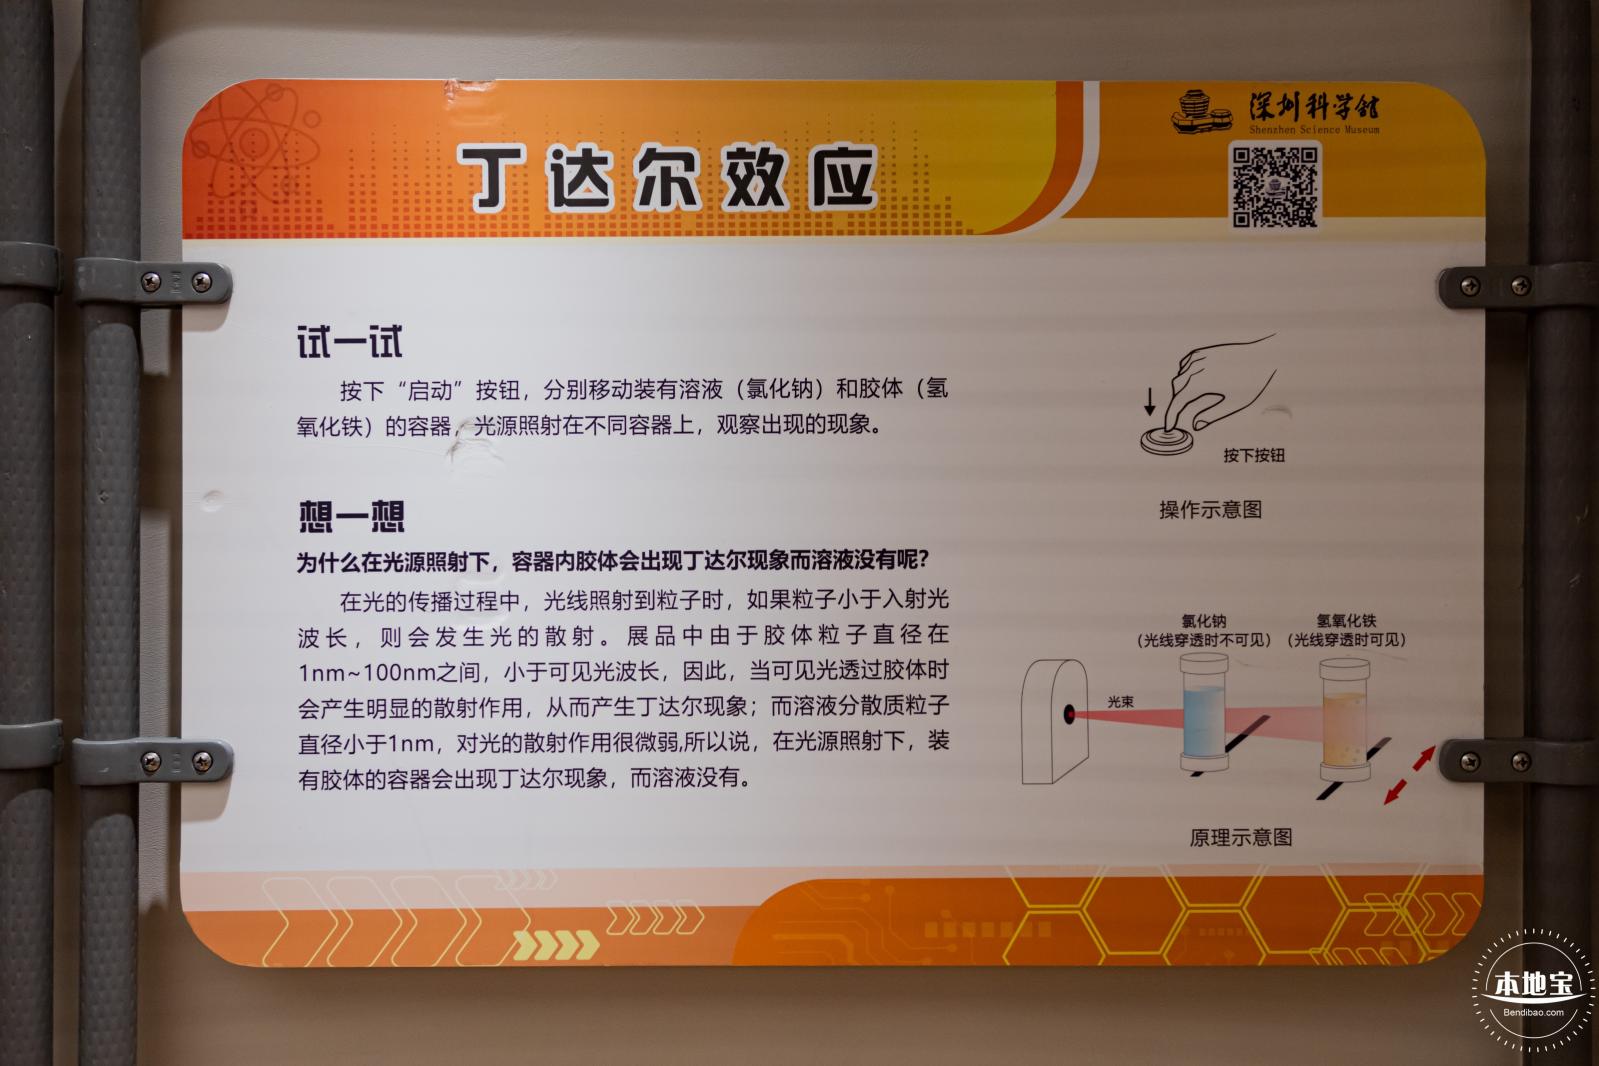 丁达尔效应
深圳科学馆
Shenzhen Science Museum
试一试
按下“启动”按钮，分别移动装有溶液（氯化钠）和胶体（氢
氧化铁）的容器，光源照射在不同容器上，观察出现的现象。
想一想
为什么在光源照射下，容器内胶体会出现丁达尔现象而溶液没有呢？
在光的传播过程中，光线照射到粒子时，如果粒子小于入射光
波长，则会发生光的散射。展品中由于胶体粒子直径在
1nm~100nm之间，小于可见光波长，因此，当可见光透过胶体时
会产生明显的散射作用，从而产生丁达尔现象；而溶液分散质粒子
直径小于1nm，对光的散射作用很微弱,所以说，在光源照射下，装
有胶体的容器会出现丁达尔现象，而溶液没有。
按下按钮
操作示意图
氯化钠
（光线穿透时不可见）
氢氧化铁
（光线穿透时可见）
光束
原理示意图
本地宝
Bendibao.com